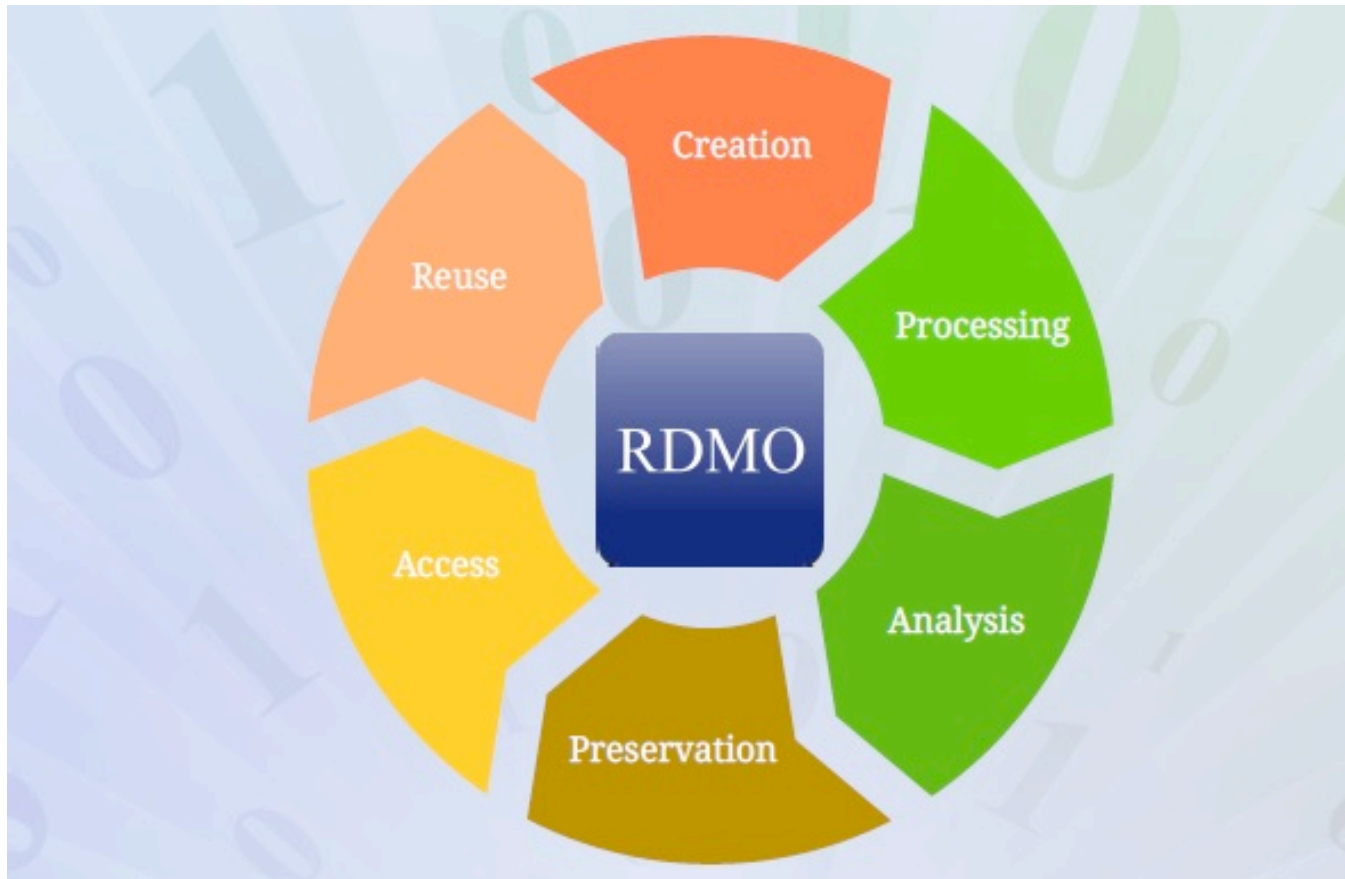 Creation
Processing
Analysis
Preservation
Access
Reuse
RDMO